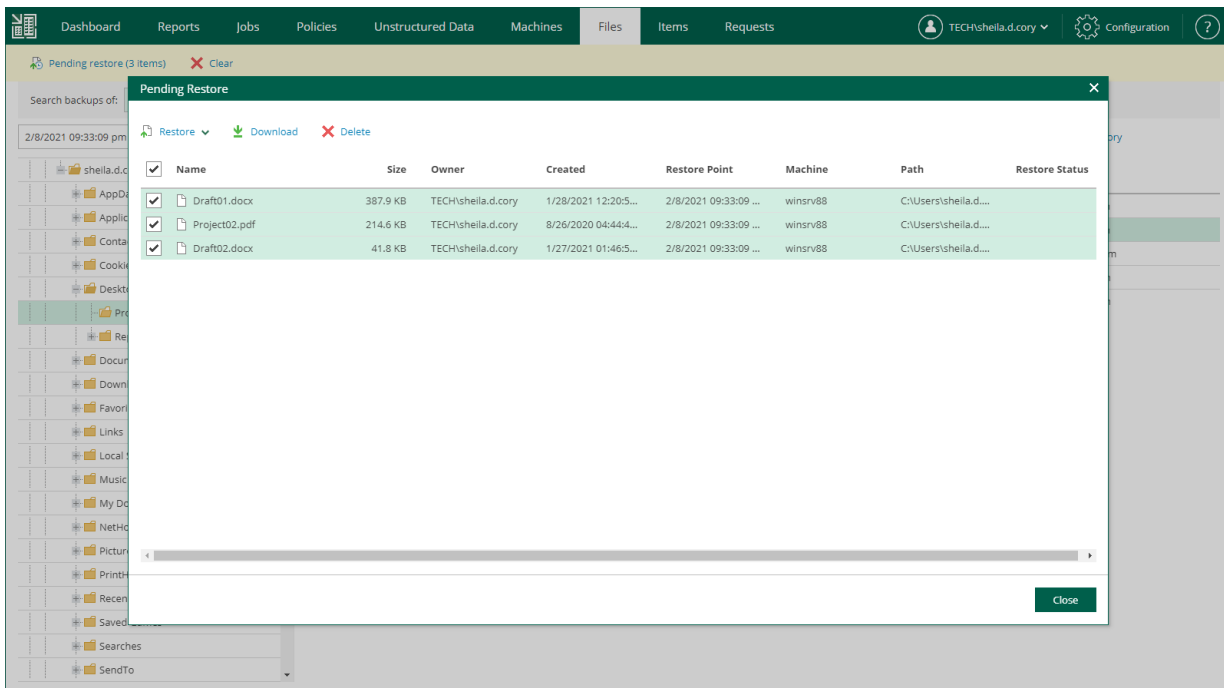 Dashboard Reports Jobs Policies Unstructured Data Machines Files Items Requests TECH\sheila.d.cory Configuration ?
Pending restore (3 items) Clear
Pending Restore
Search backups of:
Restore Download Delete
2/8/2021 09:33:09 pm
Name Size Owner Created Restore Point Machine Path Restore Status
sheila.d.c
Draft01.docx 387.9 KB TECH\sheila.d.cory 1/28/2021 12:20:5... 2/8/2021 09:33:09 ... winsrv88 C:\Users\sheila.d....
Project02.pdf 214.6 KB TECH\sheila.d.cory 8/26/2020 04:44:4... 2/8/2021 09:33:09 ... winsrv88 C:\Users\sheila.d....
Draft02.docx 41.8 KB TECH\sheila.d.cory 1/27/2021 01:46:5... 2/8/2021 09:33:09 ... winsrv88 C:\Users\sheila.d....
AppDa
Applic
Conta
Cookie
Deskto
Pro
Rep
Docur
Downl
Favori
Links
Local S
Music
My Do
NetHo
Picture
PrintH
Recen
Saved
Searches
SendTo
Close